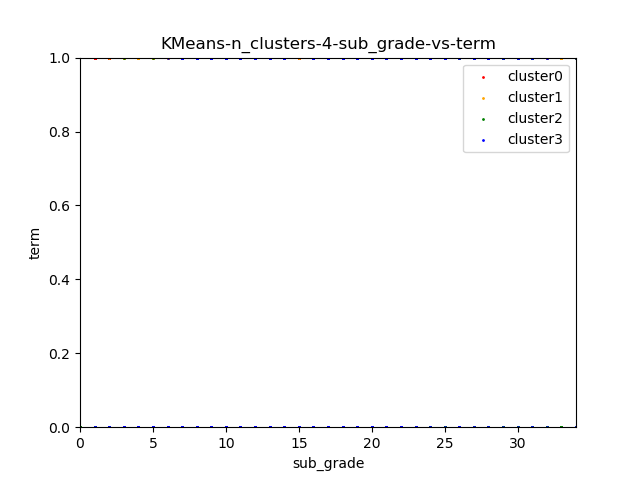 KMeans-n_clusters-4-sub_grade-vs-term
1.0
cluster0
cluster1
cluster2
cluster3
0.8
0.6
term
0.4
0.2
0.0
0 5 10 15 20 25 30
sub_grade